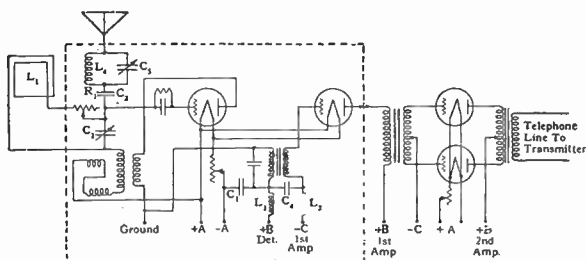 L₄ C₅
R₁ C₂
L₁
C₃
C₁ L₃ C₄ L₂
Telephone
Line To
Transmitter
Ground +A -A +B -C +B -C + A +B
Det. 1st 1st 2nd
Amp Amp Amp.